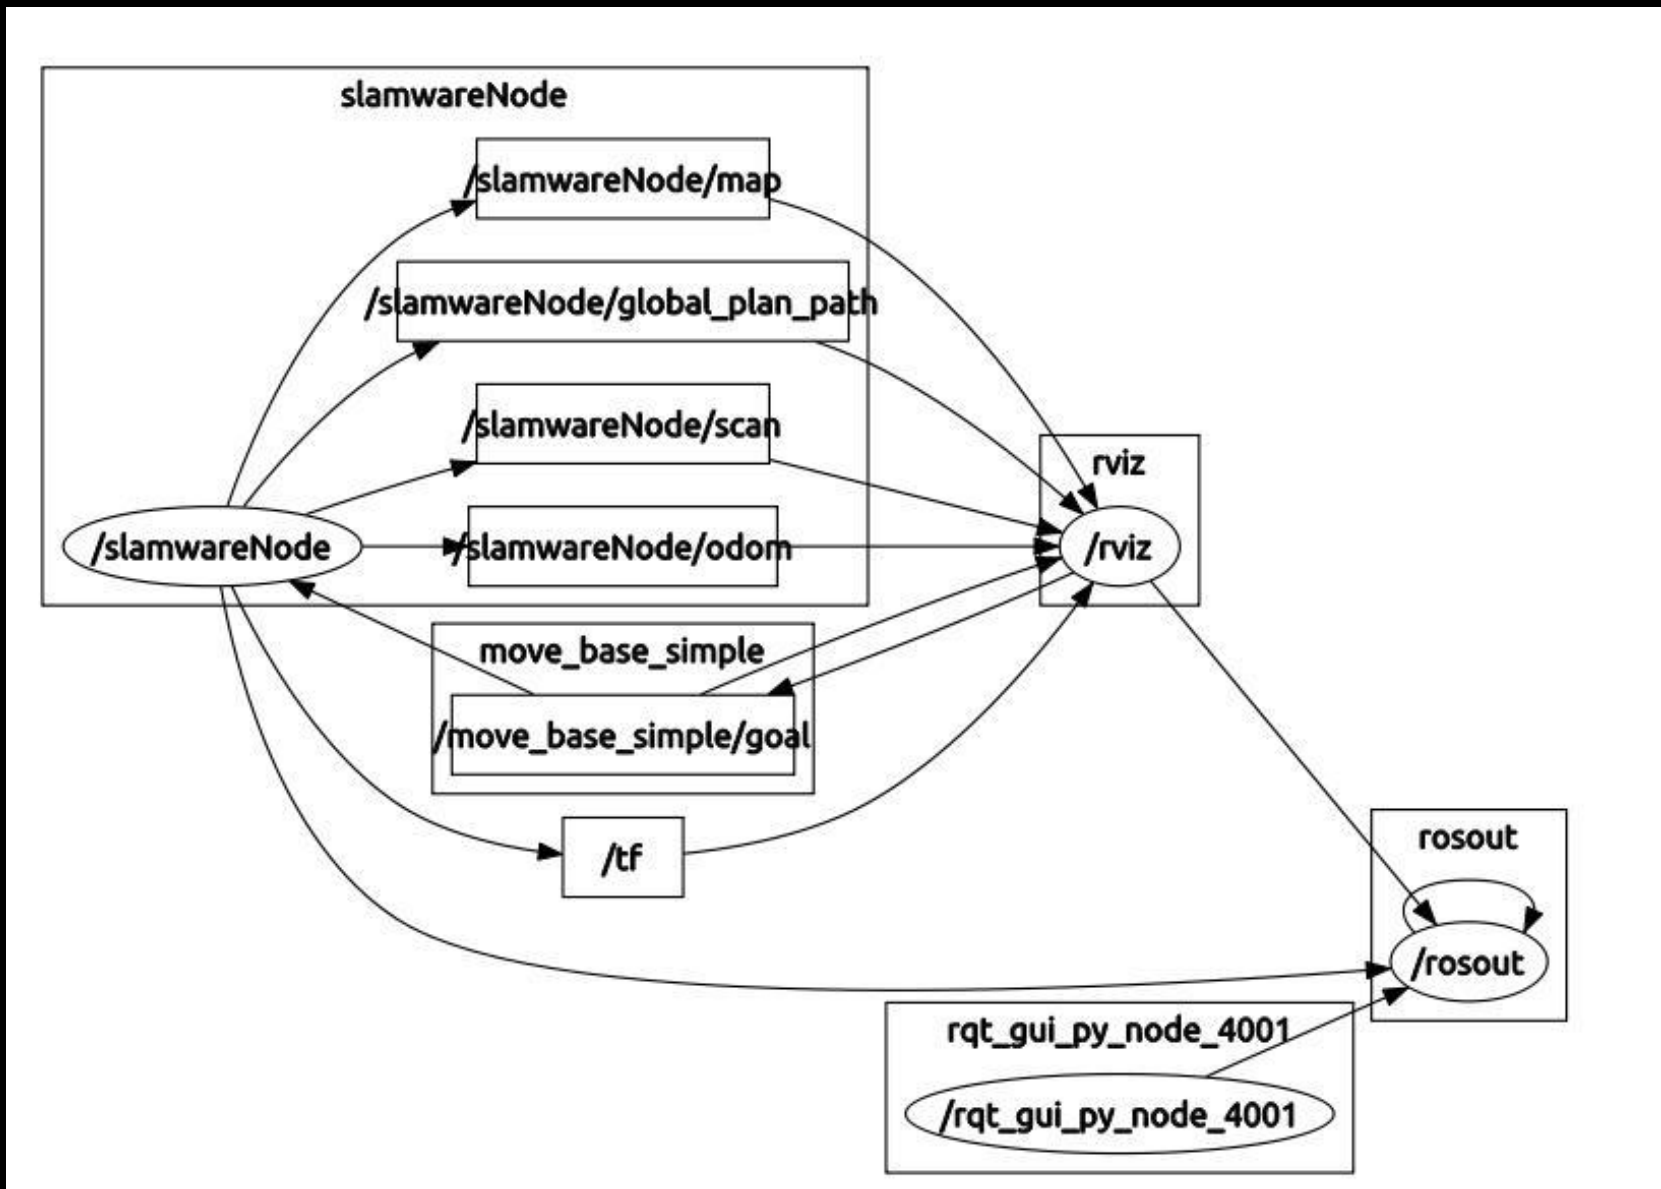 slamwareNode
/slamwareNode/map
/slamwareNode/global_plan_path
/slamwareNode/scan
/slamwareNode
/slamwareNode/odom
rviz
/rviz
move_base_simple
/move_base_simple/goal
/tf
rosout
/rosout
rqt_gui_py_node_4001
/rqt_gui_py_node_4001